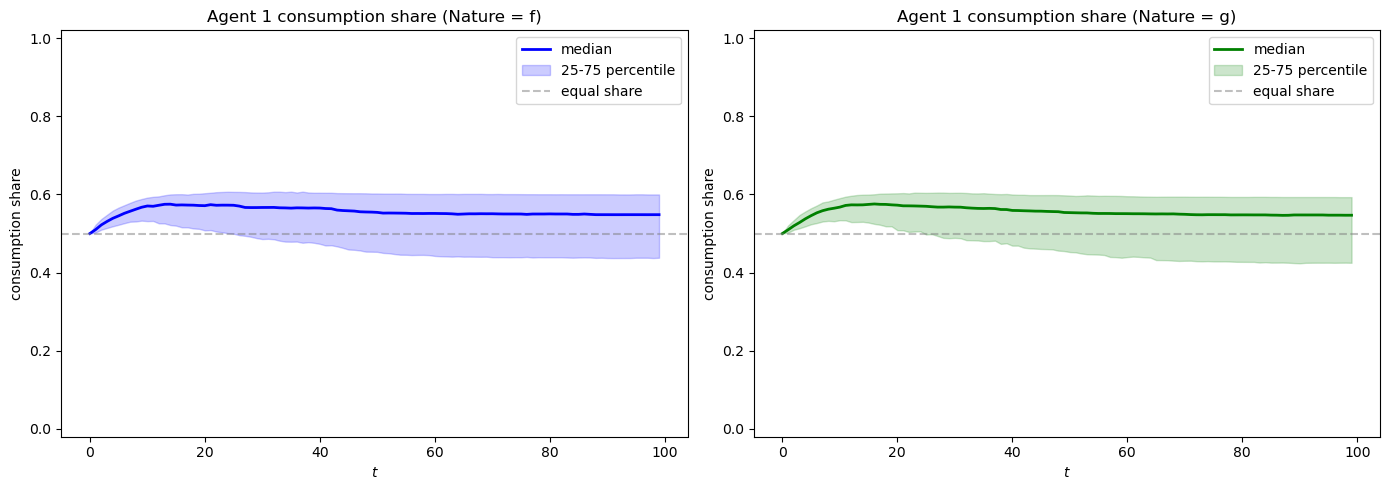 Agent 1 consumption share (Nature = f)
consumption share
1.0
0.8
0.6
0.4
0.2
0.0
median
25-75 percentile
equal share
0 20 40 60 80 100
t
Agent 1 consumption share (Nature = g)
consumption share
1.0
0.8
0.6
0.4
0.2
0.0
median
25-75 percentile
equal share
0 20 40 60 80 100
t